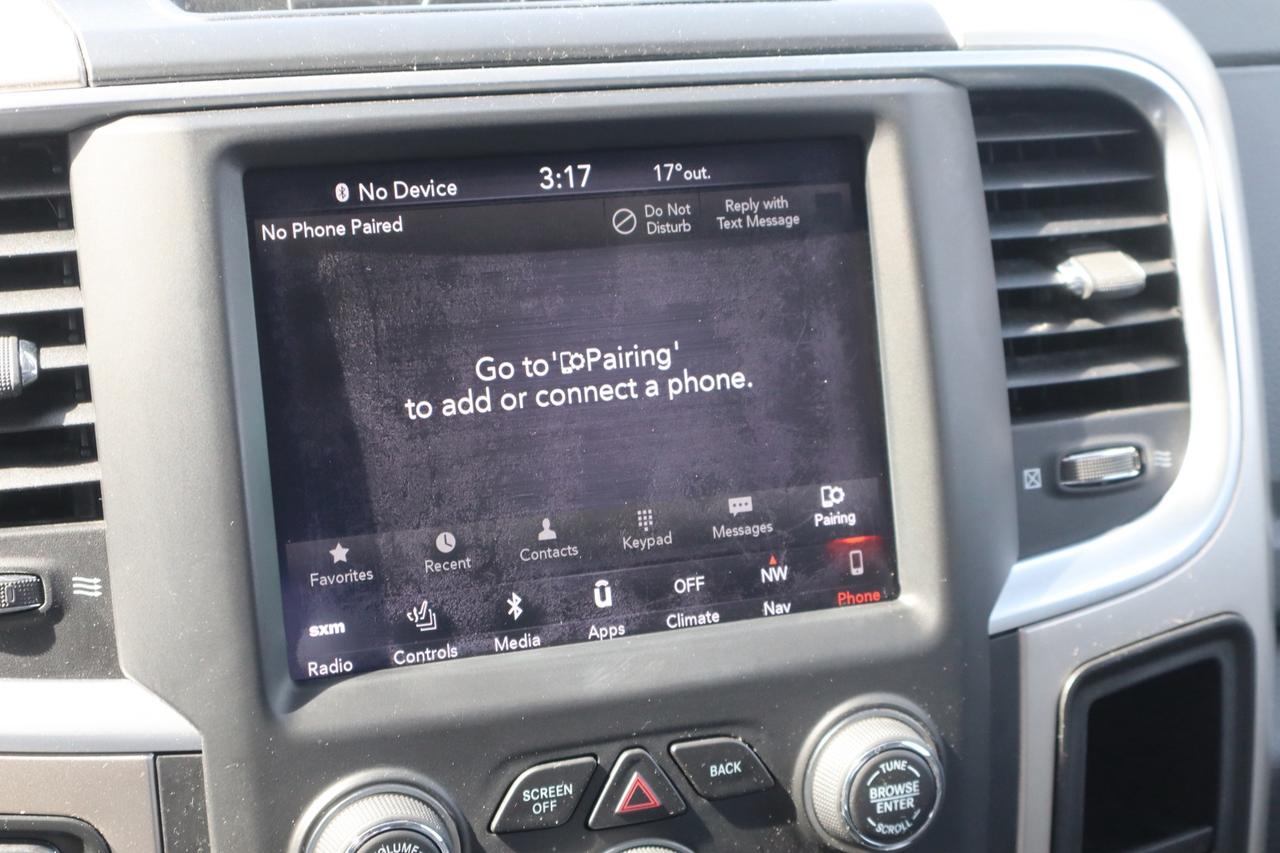 No Device
3:17
17°out.
No Phone Paired
Do Not
Disturb
Reply with
Text Message
Go to 'Pairing'
to add or connect a phone.
Favorites
Recent
Contacts
Keypad
Messages
Pairing
sxm
Radio
Controls
Media
Apps
OFF
Climate
NW
Nav
Phone
SCREEN
OFF
BACK
TUNE
BROWSE
ENTER
SCROLL
VOLUME